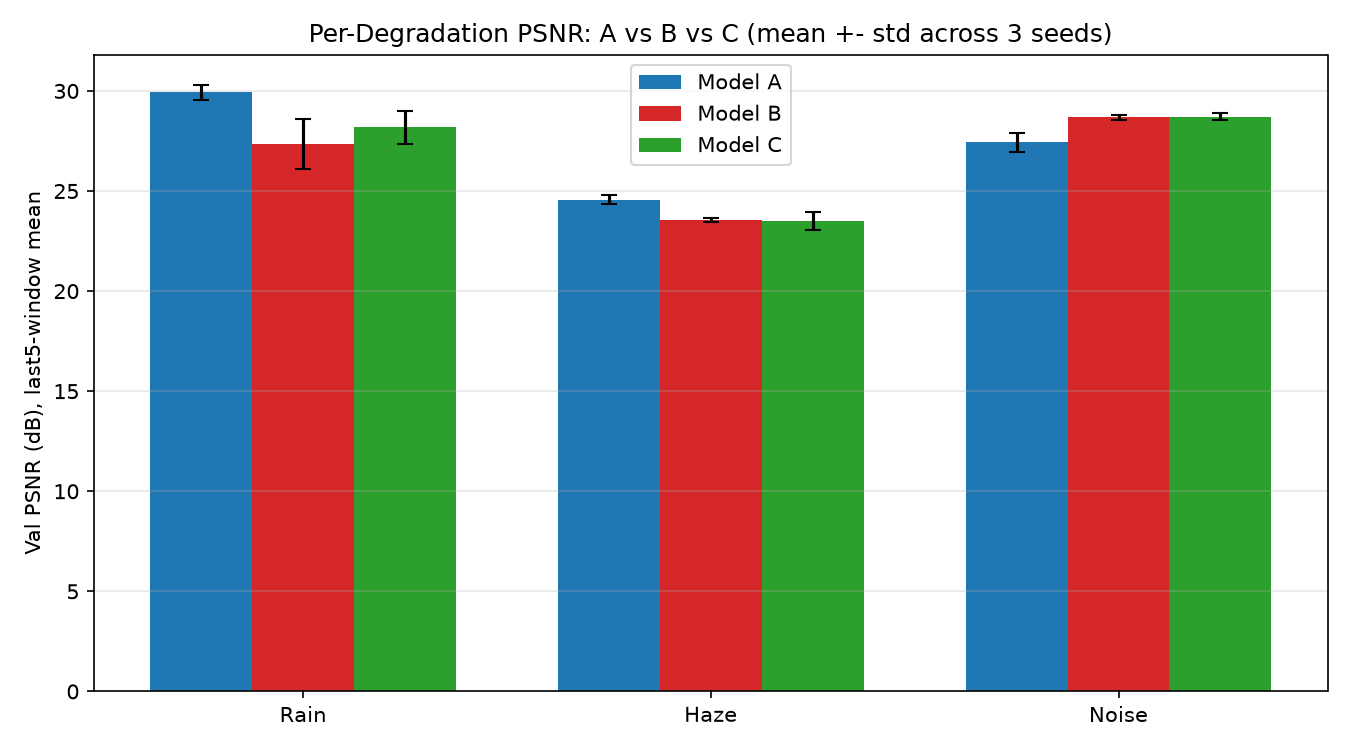 Per-Degradation PSNR: A vs B vs C (mean +- std across 3 seeds)
Val PSNR (dB), last5-window mean
30
25
20
15
10
5
0
Model A
Model B
Model C
Rain
Haze
Noise